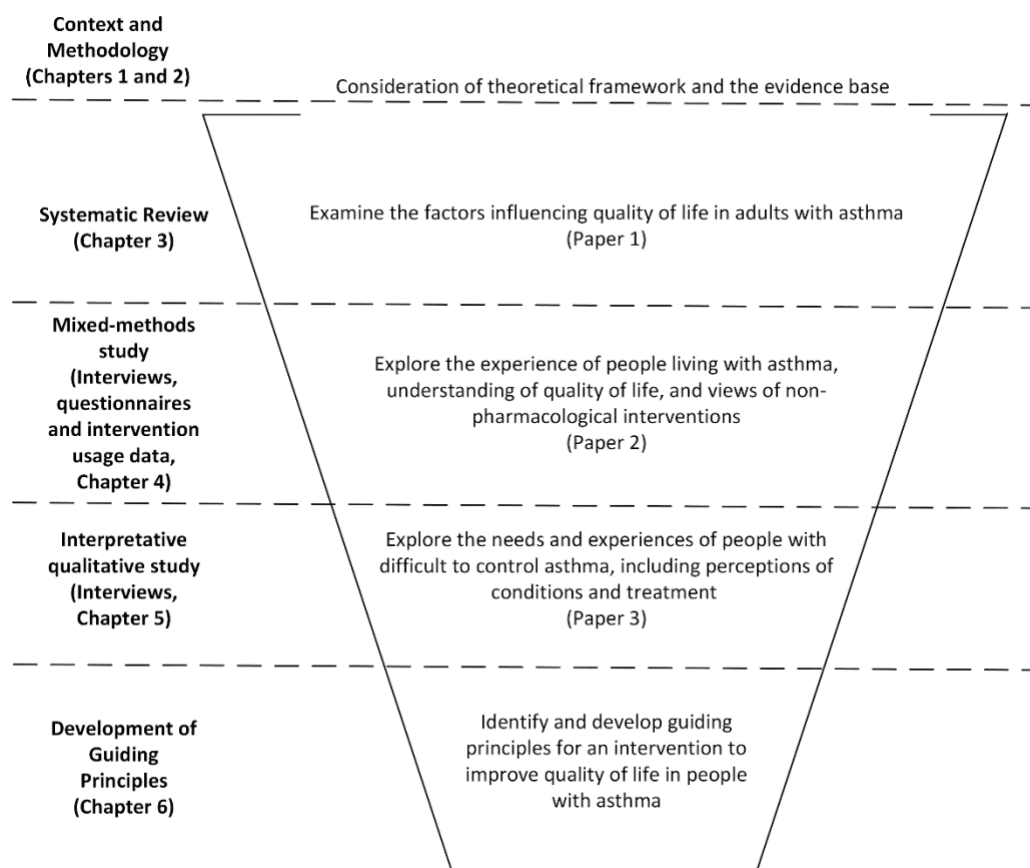 Context and
Methodology
(Chapters 1 and 2)
Consideration of theoretical framework and the evidence base
Systematic Review
(Chapter 3)
Examine the factors influencing quality of life in adults with asthma
(Paper 1)
Mixed-methods
study
(Interviews,
questionnaires
and intervention
usage data,
Chapter 4)
Explore the experience of people living with asthma,
understanding of quality of life, and views of non-
pharmacological interventions
(Paper 2)
Interpretative
qualitative study
(Interviews,
Chapter 5)
Explore the needs and experiences of people with
difficult to control asthma, including perceptions of
conditions and treatment
(Paper 3)
Development of
Guiding
Principles
(Chapter 6)
Identify and develop guiding
principles for an intervention to
improve quality of life in people
with asthma